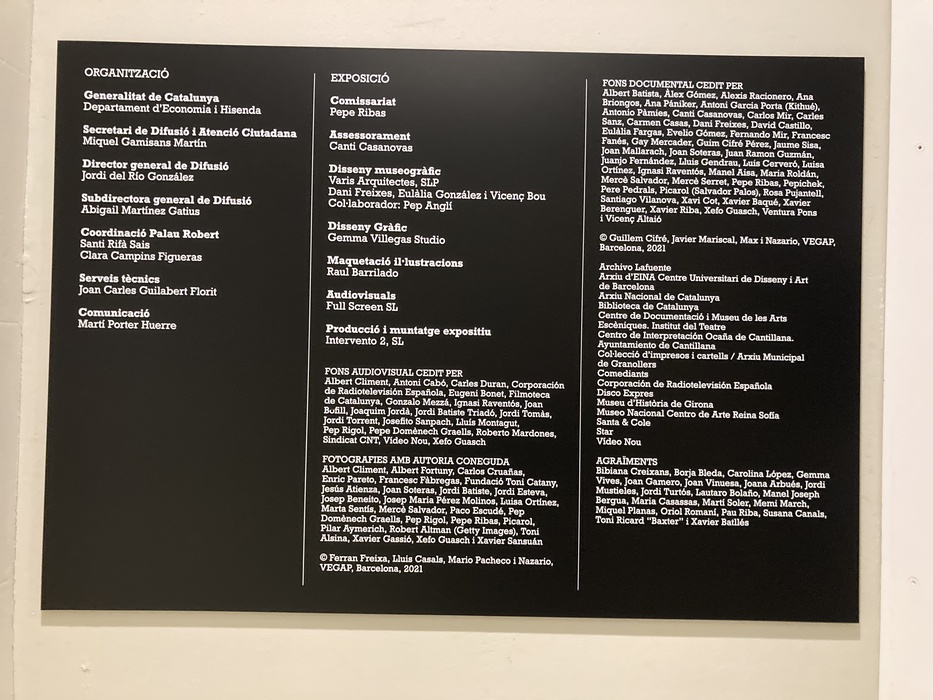 ORGANITZACIÓ
Generalitat de Catalunya
Departament d'Economia i Hisenda
Secretari de Difusió i Atenció Ciutadana
Miquel Gamisans Martín
Director general de Difusió
Jordi del Río González
Subdirectora general de Difusió
Abigail Martínez Gatius
Coordinació Palau Robert
Santi Rifà Sais
Clara Campins Figueras
Serveis tècnics
Joan Carles Guilabert Florit
Comunicació
Martí Porter Huerre
EXPOSICIÓ
Comissariat
Pepe Ribas
Assessorament
Canti Casanovas
Disseny museogràfic
Varis Arquitectes, SLP
Dani Freixes, Eulàlia González i Vicenç Bou
Col·laborador: Pep Anglí
Disseny Gràfic
Gemma Villegas Studio
Maquetació il·lustracions
Raul Barrilado
Audiovisuals
Full Screen SL
Producció i muntatge expositiu
Intervento 2, SL
FONS AUDIOVISUAL CEDIT PER
Albert Climent, Antoni Cabó, Carles Duran, Corporación
de Radiotelevisión Española, Eugeni Bonet, Filmoteca
de Catalunya, Gonzalo Mezzá, Ignasi Raventós, Joan
Bufill, Joaquim Jordà, Jordi Batiste Triadó, Jordi Tomàs,
Jordi Torrent, Josefito Sanpach, Lluís Montagut,
Pep Rigol, Pepe Domènech Graells, Roberto Mardones,
Sindicat CNT, Vídeo Nou, Xefo Guasch
FOTOGRAFIES AMB AUTORIA CONEGUDA
Albert Climent, Albert Fortuny, Carlos Cruañas,
Enric Pareto, Francesc Fàbregas, Fundació Toni Catany,
Jesús Atienza, Joan Soteras, Jordi Batiste, Jordi Esteva,
Josep Beneito, Josep Maria Pérez Molinos, Luisa Ortínez,
Marta Sentís, Mercè Salvador, Paco Escudé, Pep
Domènech Graells, Pep Rigol, Pepe Ribas, Picarol,
Pilar Aymerich, Robert Altman (Getty Images), Toni
Alsina, Xavier Gassió, Xefo Guasch i Xavier Sansuán
© Ferran Freixa, Lluis Casals, Mario Pacheco i Nazario,
VEGAP, Barcelona, 2021
FONS DOCUMENTAL CEDIT PER
Albert Batista, Àlex Gómez, Alexis Racionero, Ana
Briongos, Ana Pániker, Antoni Garcia Porta (Kithué),
Antonio Pàmies, Canti Casanovas, Carlos Mir, Carles
Sanz, Carmen Casas, Dani Freixes, David Castillo,
Eulàlia Fargas, Evelio Gómez, Fernando Mir, Francesc
Fanés, Gay Mercader, Guim Cifré Pérez, Jaume Sisa,
Joan Mallarach, Joan Soteras, Juan Ramon Guzmán,
Juanjo Fernández, Lluís Gendrau, Luís Cerveró, Luisa
Ortínez, Ignasi Raventós, Manel Aisa, Maria Roldán,
Mercè Salvador, Mercè Serret, Pepe Ribas, Pepichek,
Pere Pedrals, Picarol (Salvador Palos), Rosa Pujantell,
Santiago Vilanova, Xavi Cot, Xavier Baqué, Xavier
Berenguer, Xavier Riba, Xefo Guasch, Ventura Pons
i Vicenç Altaió
© Guillem Cifré, Javier Mariscal, Max i Nazario, VEGAP,
Barcelona, 2021
Archivo Lafuente
Arxiu d'EINA Centre Universitari de Disseny i Art
de Barcelona
Arxiu Nacional de Catalunya
Biblioteca de Catalunya
Centre de Documentació i Museu de les Arts
Escèniques. Institut del Teatre
Centro de Interpretación Ocaña de Cantillana.
Ayuntamiento de Cantillana
Col·lecció d'impresos i cartells / Arxiu Municipal
de Granollers
Comediants
Corporación de Radiotelevisión Española
Disco Expres
Museu d'Història de Girona
Museo Nacional Centro de Arte Reina Sofía
Santa & Cole
Star
Vídeo Nou
AGRAÏMENTS
Bibiana Creixans, Borja Bleda, Carolina López, Gemma
Vives, Joan Gamero, Joan Vinuesa, Joana Arbués, Jordi
Mustieles, Jordi Turtós, Lautaro Bolaño, Manel Joseph
Bergua, María Casassas, Martí Soler, Memi March,
Miquel Planas, Oriol Romaní, Pau Riba, Susana Canals,
Toni Ricart “Baxter” i Xavier Batllés